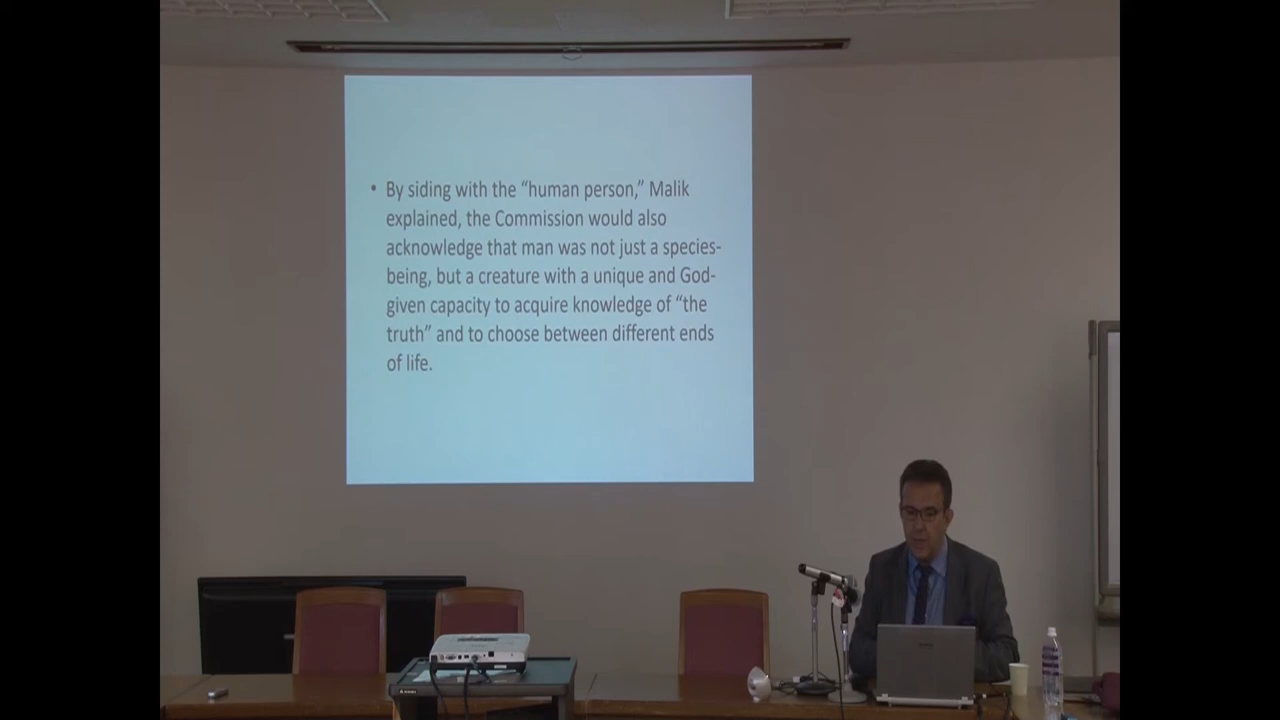 • By siding with the “human person,” Malik
explained, the Commission would also
acknowledge that man was not just a species-
being, but a creature with a unique and God-
given capacity to acquire knowledge of “the
truth” and to choose between different ends
of life.